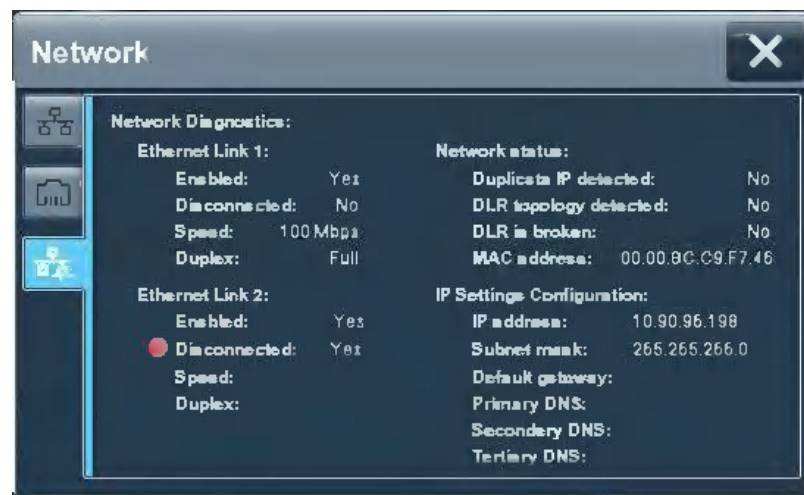 Network
Network Diagnostics:
Ethernet Link 1:
Enabled: Yes
Disconnected: No
Speed: 100 Mbps
Duplex: Full
Ethernet Link 2:
Enabled: Yes
Disconnected: Yes
Speed:
Duplex:
Network status:
Duplicate IP detected: No
DLR topology detected: No
DLR is broken: No
MAC address: 00.00.BC.C9.F7.46
IP Settings Configuration:
IP address: 10.90.95.198
Subnet mask: 255.255.255.0
Default gateway:
Primary DNS:
Secondary DNS:
Tertiary DNS: